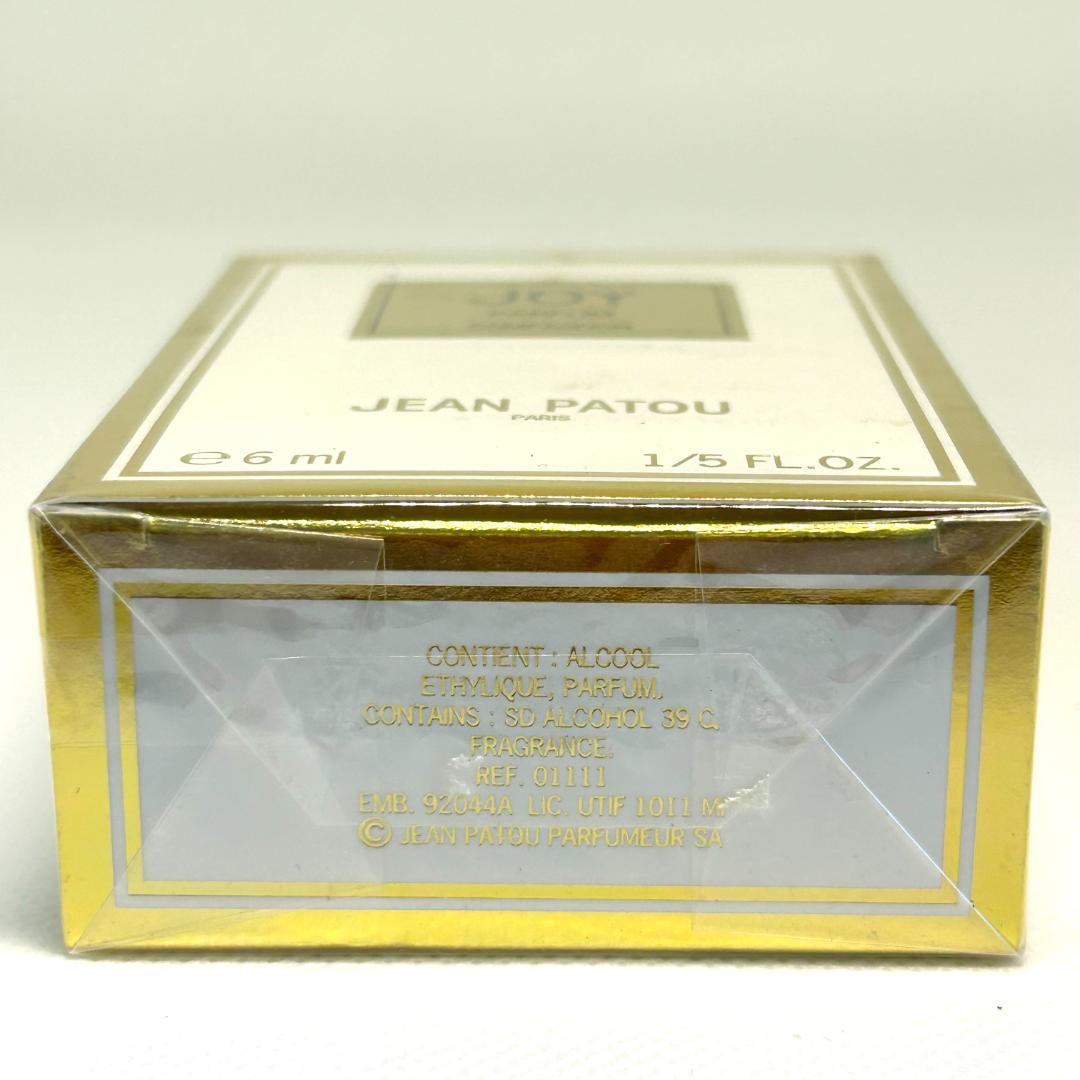 JOY
PARFUM
JEAN PATOU
PARIS
℮ 6 ml
1/5 FL.OZ.
CONTIENT : ALCOOL
ETHYLIQUE, PARFUM.
CONTAINS : SD ALCOHOL 39 C,
FRAGRANCE.
REF. 01111
EMB. 92044A LIC. UTIF 1011 M
© JEAN PATOU PARFUMEUR SA